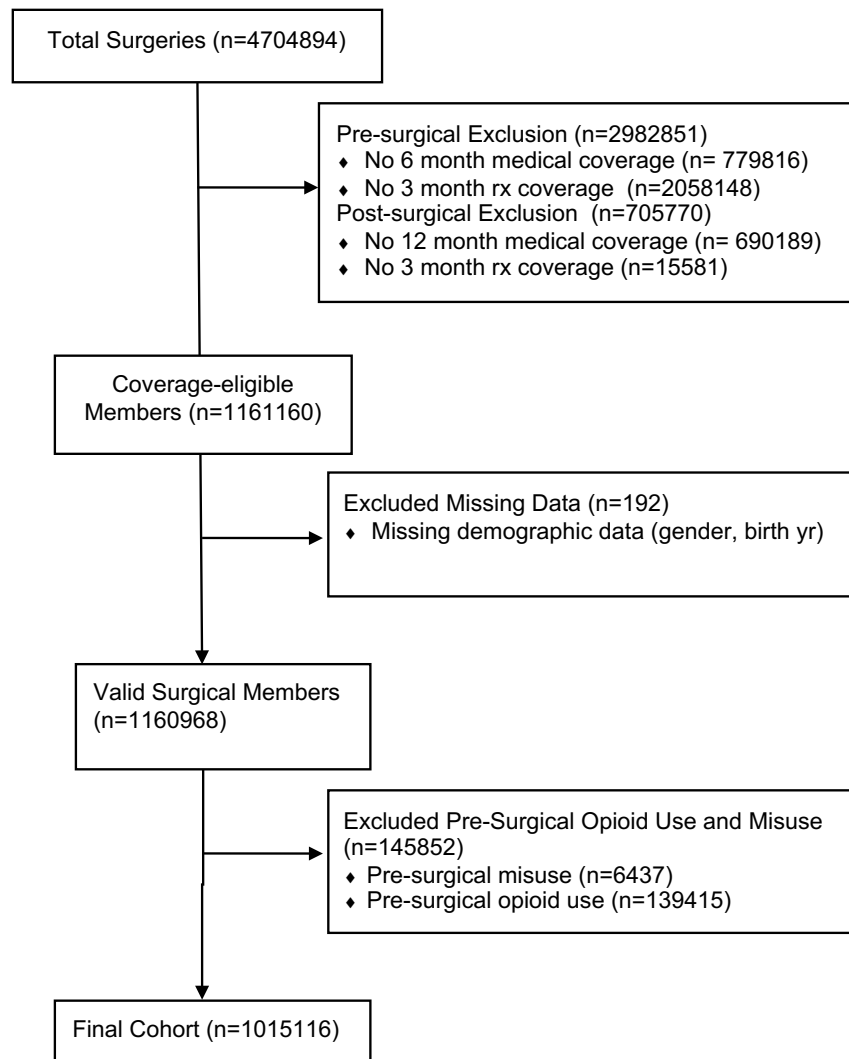 Total Surgeries (n=4704894)
Pre-surgical Exclusion (n=2982851)
♦ No 6 month medical coverage (n= 779816)
♦ No 3 month rx coverage (n=2058148)
Post-surgical Exclusion (n=705770)
♦ No 12 month medical coverage (n= 690189)
♦ No 3 month rx coverage (n=15581)
Coverage-eligible
Members (n=1161160)
Excluded Missing Data (n=192)
♦ Missing demographic data (gender, birth yr)
Valid Surgical Members
(n=1160968)
Excluded Pre-Surgical Opioid Use and Misuse
(n=145852)
♦ Pre-surgical misuse (n=6437)
♦ Pre-surgical opioid use (n=139415)
Final Cohort (n=1015116)